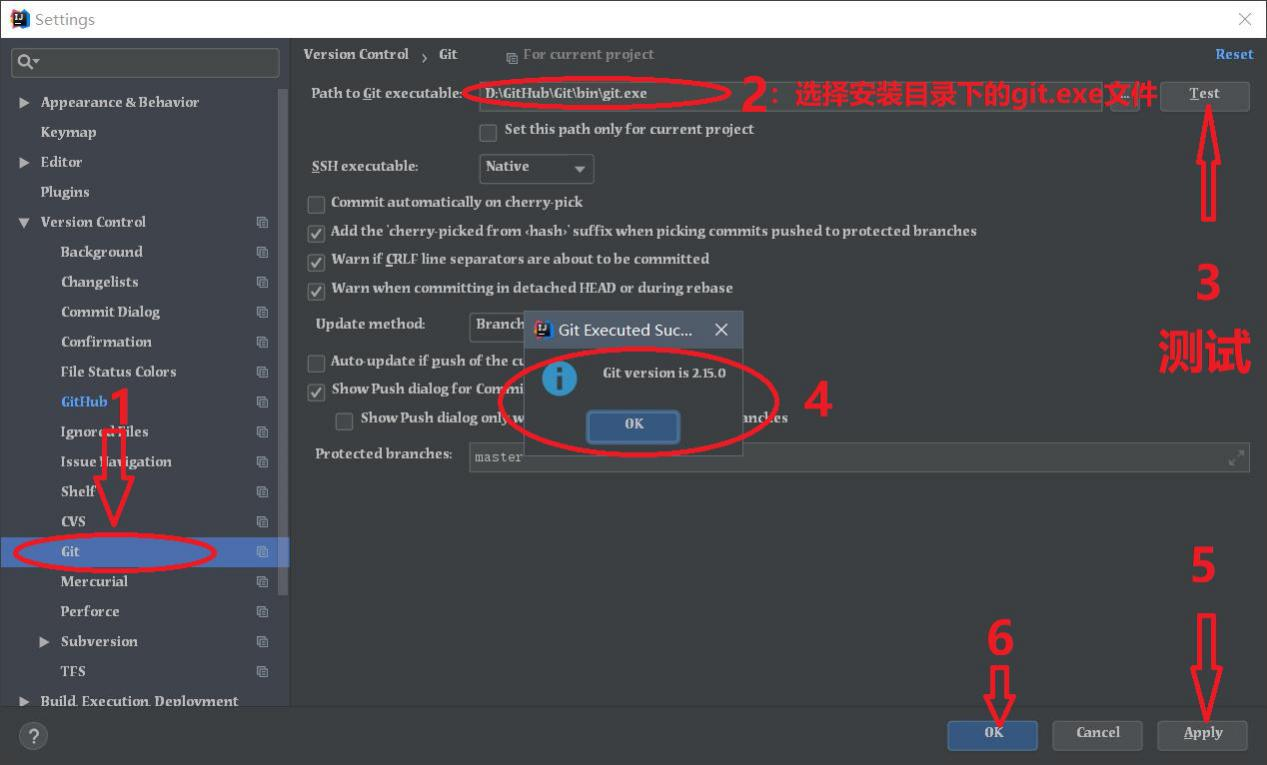 Settings
Version Control › Git For current project Reset
Appearance & Behavior
Keymap
Editor
Plugins
Version Control
Background
Changelists
Commit Dialog
Confirmation
File Status Colors
GitHub
Ignored Files
Issue Navigation
Shelf
CVS
Git
Mercurial
Perforce
Subversion
TFS
Build, Execution, Deployment
1
Path to Git executable: D:\GitHub\Git\bin\git.exe ... Test
2：选择安装目录下的git.exe文件
Set this path only for current project
SSH executable: Native
Commit automatically on cherry-pick
Add the 'cherry-picked from <hash>' suffix when picking commits pushed to protected branches
Warn if CRLF line separators are about to be committed
Warn when committing in detached HEAD or during rebase
3
测试
Update method: Branch
Auto-update if push of the cu
Show Push dialog for Commi
Show Push dialog only w anches
Protected branches: master
Git Executed Suc...
Git version is 2.15.0
OK
4
5
6
? OK Cancel Apply